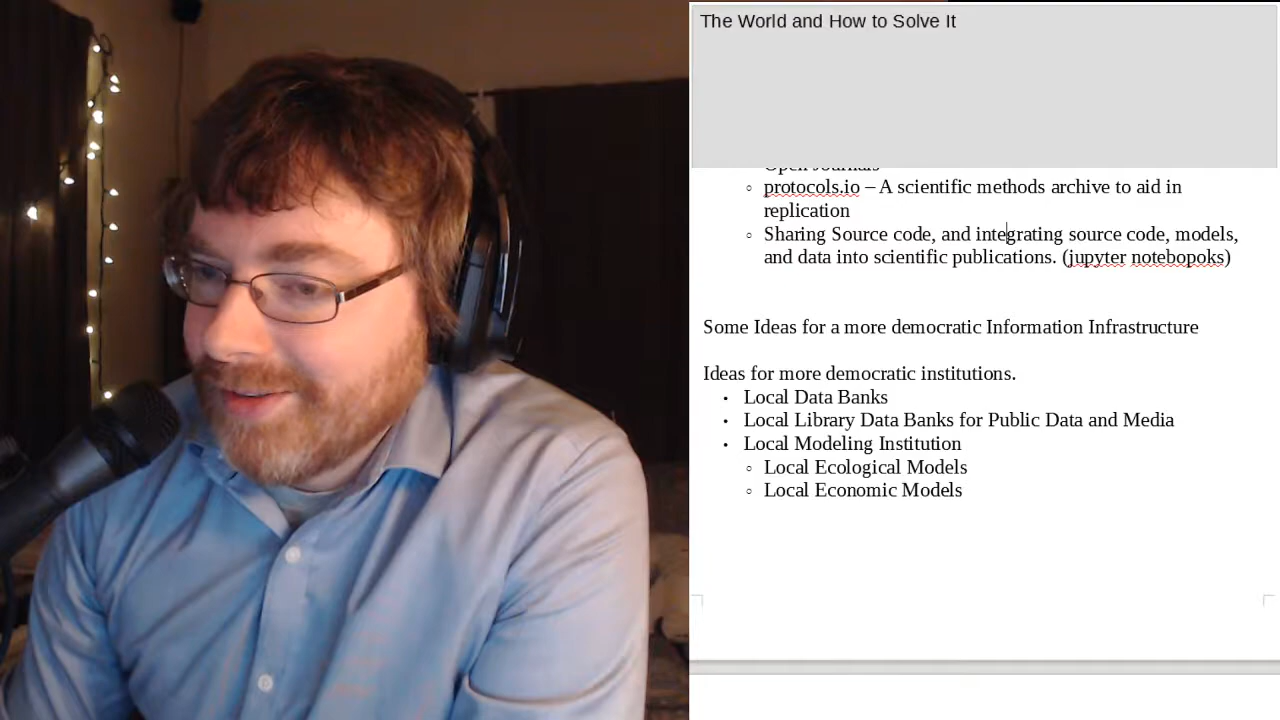 The World and How to Solve It
Open Journals
protocols.io – A scientific methods archive to aid in
replication
Sharing Source code, and integrating source code, models,
and data into scientific publications. (jupyter notebopoks)
Some Ideas for a more democratic Information Infrastructure
Ideas for more democratic institutions.
Local Data Banks
Local Library Data Banks for Public Data and Media
Local Modeling Institution
Local Ecological Models
Local Economic Models